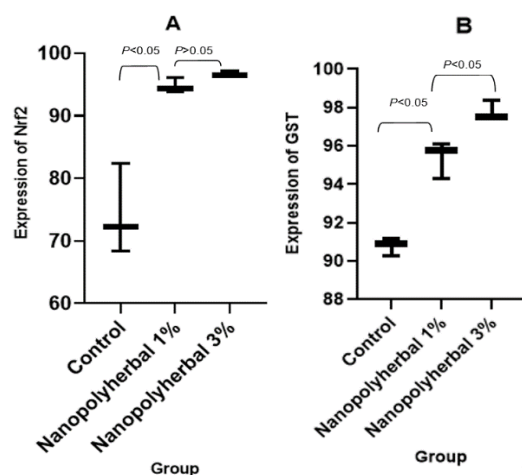 A
P<0.05
P>0.05
Expression of Nrf2
100
90
80
70
60
Control
Nanopolyherbal 1%
Nanopolyherbal 3%
Group
B
P<0.05
P<0.05
Expression of GST
100
98
96
94
92
91
90
88
Control
Nanopolyherbal 1%
Nanopolyherbal 3%
Group